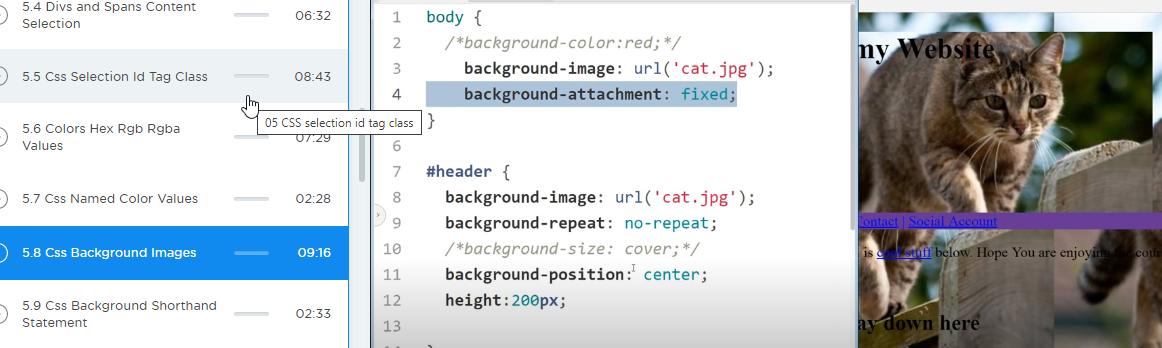 5.4 Divs and Spans Content
Selection
06:32
5.5 Css Selection Id Tag Class
08:43
05 CSS selection id tag class
5.6 Colors Hex Rgb Rgba
Values
07:29
5.7 Css Named Color Values
02:28
5.8 Css Background Images
09:16
5.9 Css Background Shorthand
Statement
02:33
1 body {
2 /*background-color:red;*/
3 background-image: url('cat.jpg');
4 background-attachment: fixed;
}
6
7 #header {
8 background-image: url('cat.jpg');
9 background-repeat: no-repeat;
10 /*background-size: cover;*/
11 background-position: center;
12 height:200px;
13
my Website
Contact | Social Account
is cool stuff below. Hope You are enjoying the cour
ay down here